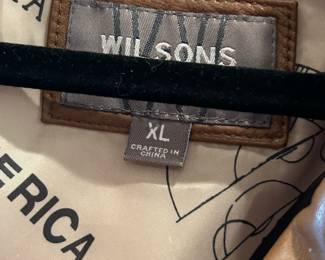 WILSONS
XL
CRAFTED IN
CHINA
ERICA